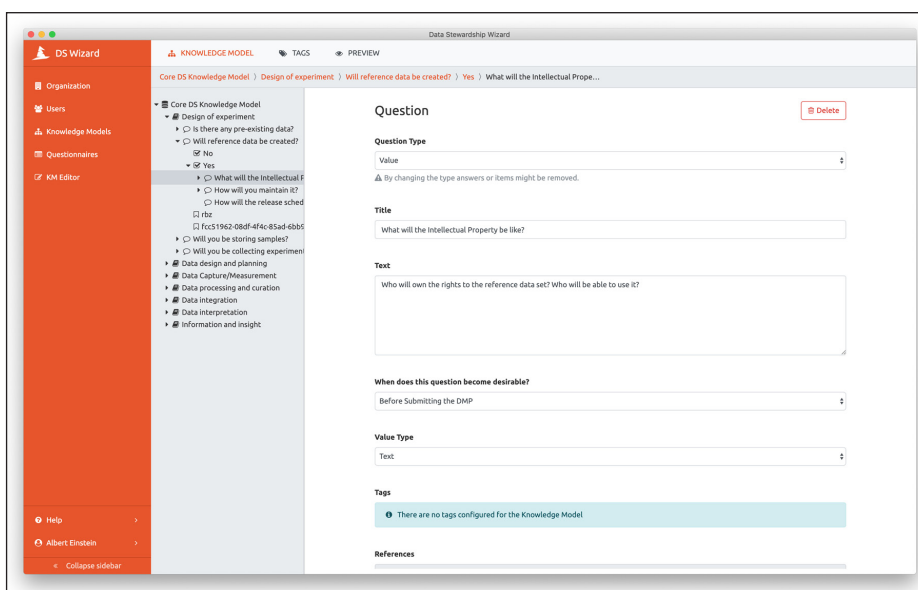 Data Stewardship Wizard
DS Wizard
KNOWLEDGE MODEL
TAGS
PREVIEW
Core DS Knowledge Model 〉 Design of experiment 〉 Will reference data be created? 〉 Yes 〉 What will the Intellectual Prope...
Organization
Users
Knowledge Models
Questionnaires
KM Editor
Core DS Knowledge Model
Design of experiment
Is there any pre-existing data?
Will reference data be created?
No
Yes
What will the Intellectual P
How will you maintain it?
How will the release sched
rbz
fcc51962-08df-4f4c-85ad-6bb9
Will you be storing samples?
Will you be collecting experimen
Data design and planning
Data Capture/Measurement
Data processing and curation
Data integration
Data interpretation
Information and insight
Question
Delete
Question Type
Value
By changing the type answers or items might be removed.
Title
What will the Intellectual Property be like?
Text
Who will own the rights to the reference data set? Who will be able to use it?
When does this question become desirable?
Before Submitting the DMP
Value Type
Text
Tags
There are no tags configured for the Knowledge Model
References
Help
Albert Einstein
« Collapse sidebar